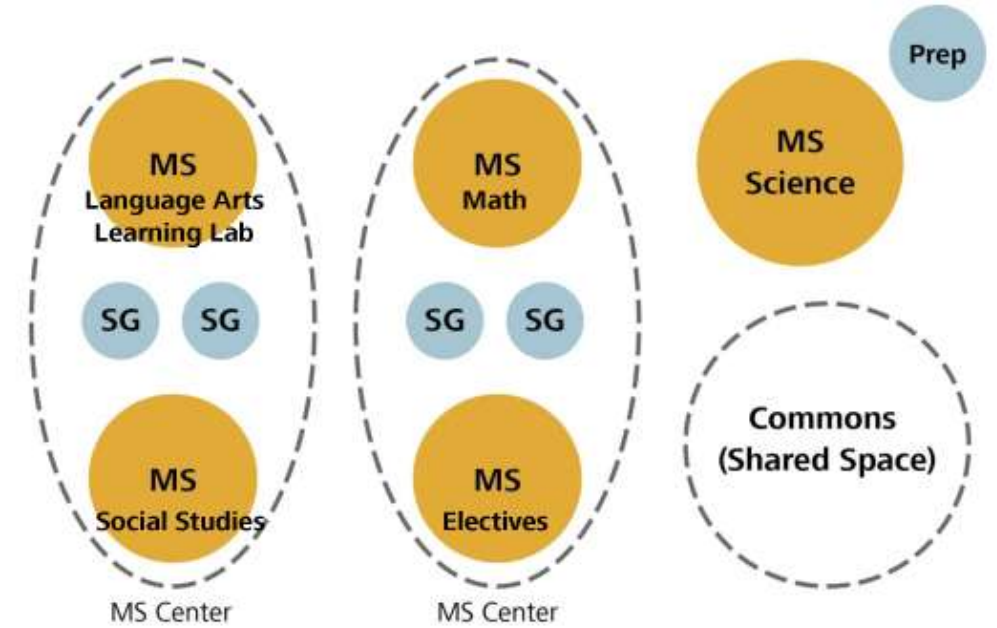 MS
Language Arts
Learning Lab
SG
SG
MS
Social Studies
MS Center
MS
Math
SG
SG
MS
Electives
MS Center
Prep
MS
Science
Commons
(Shared Space)